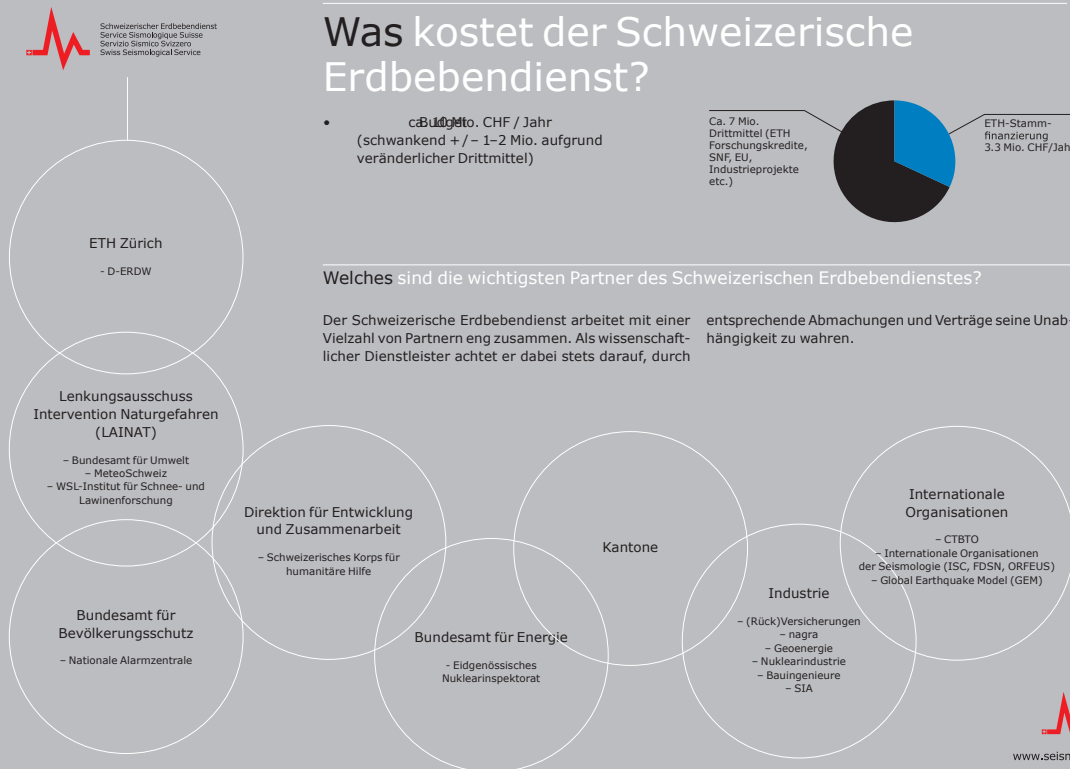 Schweizerischer Erdbebendienst
Service Sismologique Suisse
Servizio Sismico Svizzero
Swiss Seismological Service
Was kostet der Schweizerische
Erdbebendienst?
• Budget ca. 10 Mio. CHF / Jahr
(schwankend + / – 1–2 Mio. aufgrund
veränderlicher Drittmittel)
Ca. 7 Mio.
Drittmittel (ETH
Forschungskredite,
SNF, EU,
Industrieprojekte
etc.)
ETH-Stamm-
finanzierung
3.3 Mio. CHF/Jah
Welches sind die wichtigsten Partner des Schweizerischen Erdbebendienstes?
Der Schweizerische Erdbebendienst arbeitet mit einer
Vielzahl von Partnern eng zusammen. Als wissenschaft-
licher Dienstleister achtet er dabei stets darauf, durch
entsprechende Abmachungen und Verträge seine Unab-
hängigkeit zu wahren.
ETH Zürich
- D-ERDW
Lenkungsausschuss
Intervention Naturgefahren
(LAINAT)
– Bundesamt für Umwelt
– MeteoSchweiz
– WSL-Institut für Schnee- und
Lawinenforschung
Bundesamt für
Bevölkerungsschutz
– Nationale Alarmzentrale
Direktion für Entwicklung
und Zusammenarbeit
– Schweizerisches Korps für
humanitäre Hilfe
Bundesamt für Energie
- Eidgenössisches
Nuklearinspektorat
Kantone
Industrie
– (Rück)Versicherungen
– nagra
– Geoenergie
– Nuklearindustrie
– Bauingenieure
– SIA
Internationale
Organisationen
– CTBTO
– Internationale Organisationen
der Seismologie (ISC, FDSN, ORFEUS)
– Global Earthquake Model (GEM)
www.seism